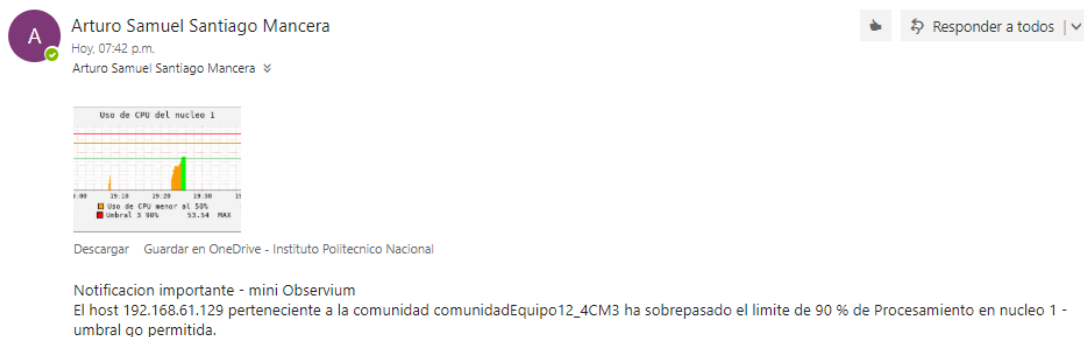 A
Arturo Samuel Santiago Mancera
Hoy, 07:42 p.m.
Arturo Samuel Santiago Mancera
Responder a todos
Uso de CPU del nucleo 1
19:10 19:20 19:30
Uso de CPU menor al 50%
Umbral 3 90% 53.54 MAX
Descargar Guardar en OneDrive - Instituto Politecnico Nacional
Notificacion importante - mini Observium
El host 192.168.61.129 perteneciente a la comunidad comunidadEquipo12_4CM3 ha sobrepasado el limite de 90 % de Procesamiento en nucleo 1 -
umbral go permitida.